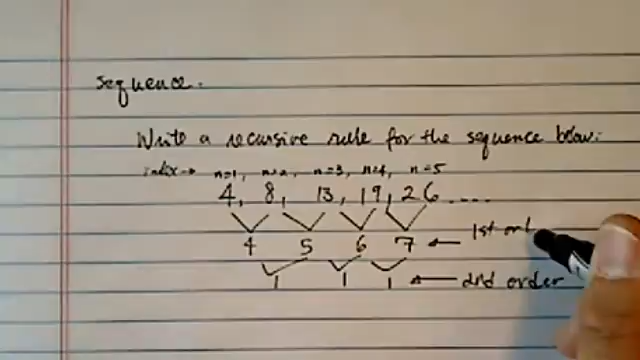 Sequence.
Write a recursive rule for the sequence below:
index→ n=1, n=2, n=3, n=4, n=5
4, 8, 13, 19, 26 ....
4 5 6 7 ← 1st ord
1 1 1 ← 2nd order